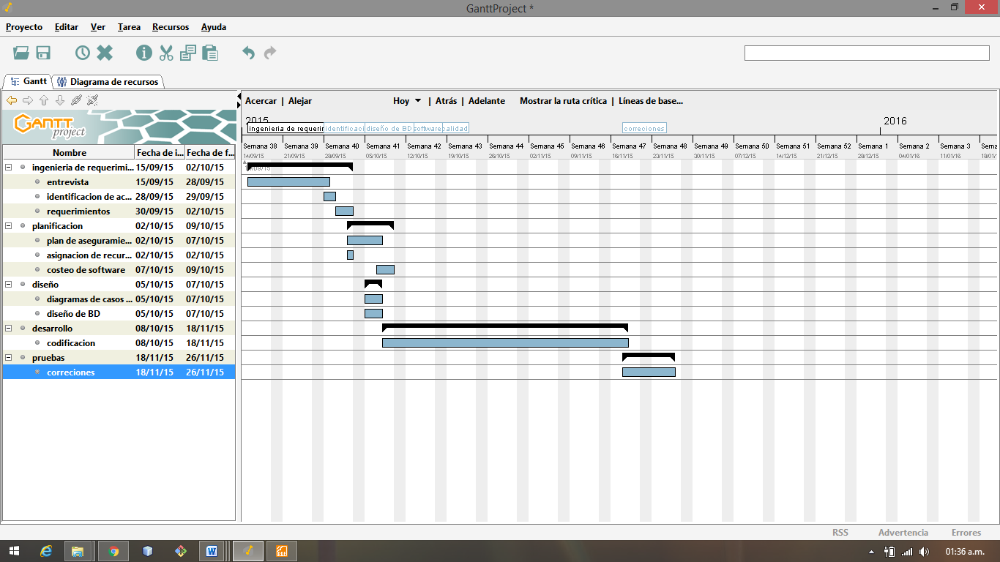 GanttProject *
Proyecto Editar Ver Tarea Recursos Ayuda
Gantt Diagrama de recursos
Acercar | Alejar Hoy | Atrás | Adelante Mostrar la ruta crítica | Líneas de base...
GANTT project
2015 2016
ingenieria de requerir identificaci diseño de BD software calidad correciones
Nombre Fecha de i... Fecha de f...
Semana 38 Semana 39 Semana 40 Semana 41 Semana 42 Semana 43 Semana 44 Semana 45 Semana 46 Semana 47 Semana 48 Semana 49 Semana 50 Semana 51 Semana 52 Semana 1 Semana 2 Semana 3 Sema
14/09/15 21/09/15 28/09/15 05/10/15 12/10/15 19/10/15 26/10/15 02/11/15 09/11/15 16/11/15 23/11/15 30/11/15 07/12/15 14/12/15 21/12/15 28/12/15 04/01/16 11/01/16 18/01/1
ingenieria de requerimi... 15/09/15 02/10/15
entrevista 15/09/15 28/09/15
identificacion de ac... 28/09/15 29/09/15
requerimientos 30/09/15 02/10/15
planificacion 02/10/15 09/10/15
plan de aseguramie... 02/10/15 07/10/15
asignacion de recur... 02/10/15 02/10/15
costeo de software 07/10/15 09/10/15
diseño 05/10/15 07/10/15
diagramas de casos ... 05/10/15 07/10/15
diseño de BD 05/10/15 07/10/15
desarrollo 08/10/15 18/11/15
codificacion 08/10/15 18/11/15
pruebas 18/11/15 26/11/15
correciones 18/11/15 26/11/15
RSS Advertencia Errores
01:36 a.m.